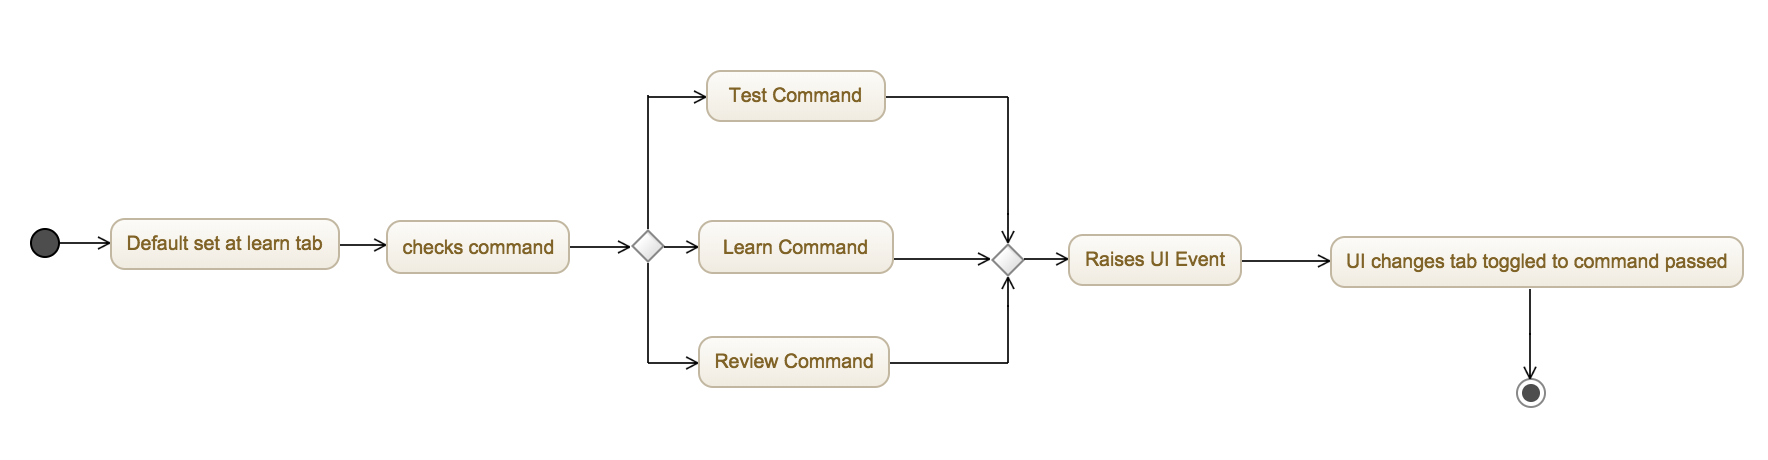 Default set at learn tab
checks command
Test Command
Learn Command
Review Command
Raises UI Event
UI changes tab toggled to command passed